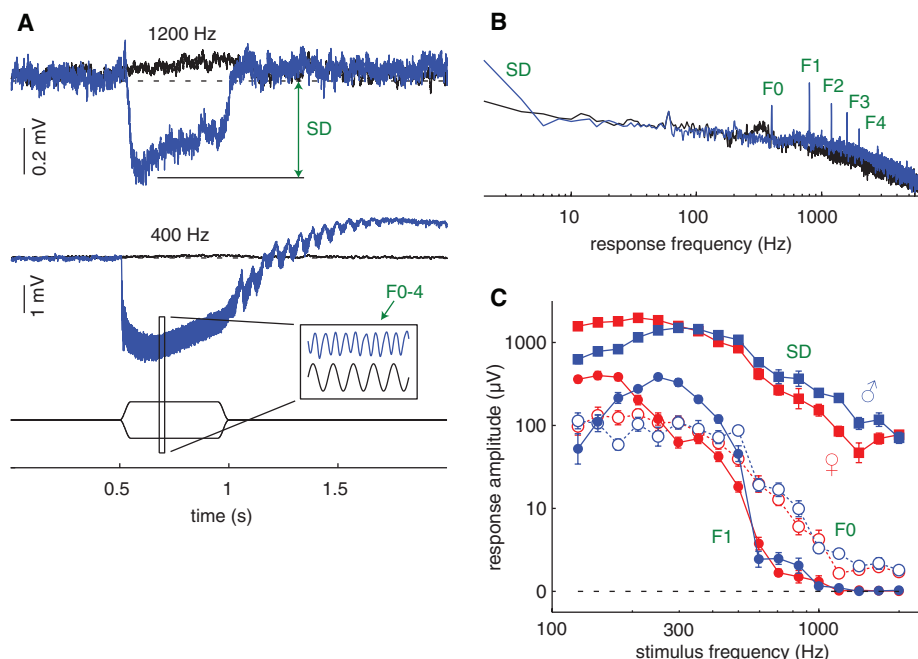 A
1200 Hz
SD
0.2 mV
400 Hz
1 mV
F0-4
0.5
1
1.5
time (s)
B
SD
F0
F1
F2
F3
F4
10
100
1000
response frequency (Hz)
C
1000
100
10
0
response amplitude (µV)
SD
♂
♀
F1
F0
100
300
1000
stimulus frequency (Hz)